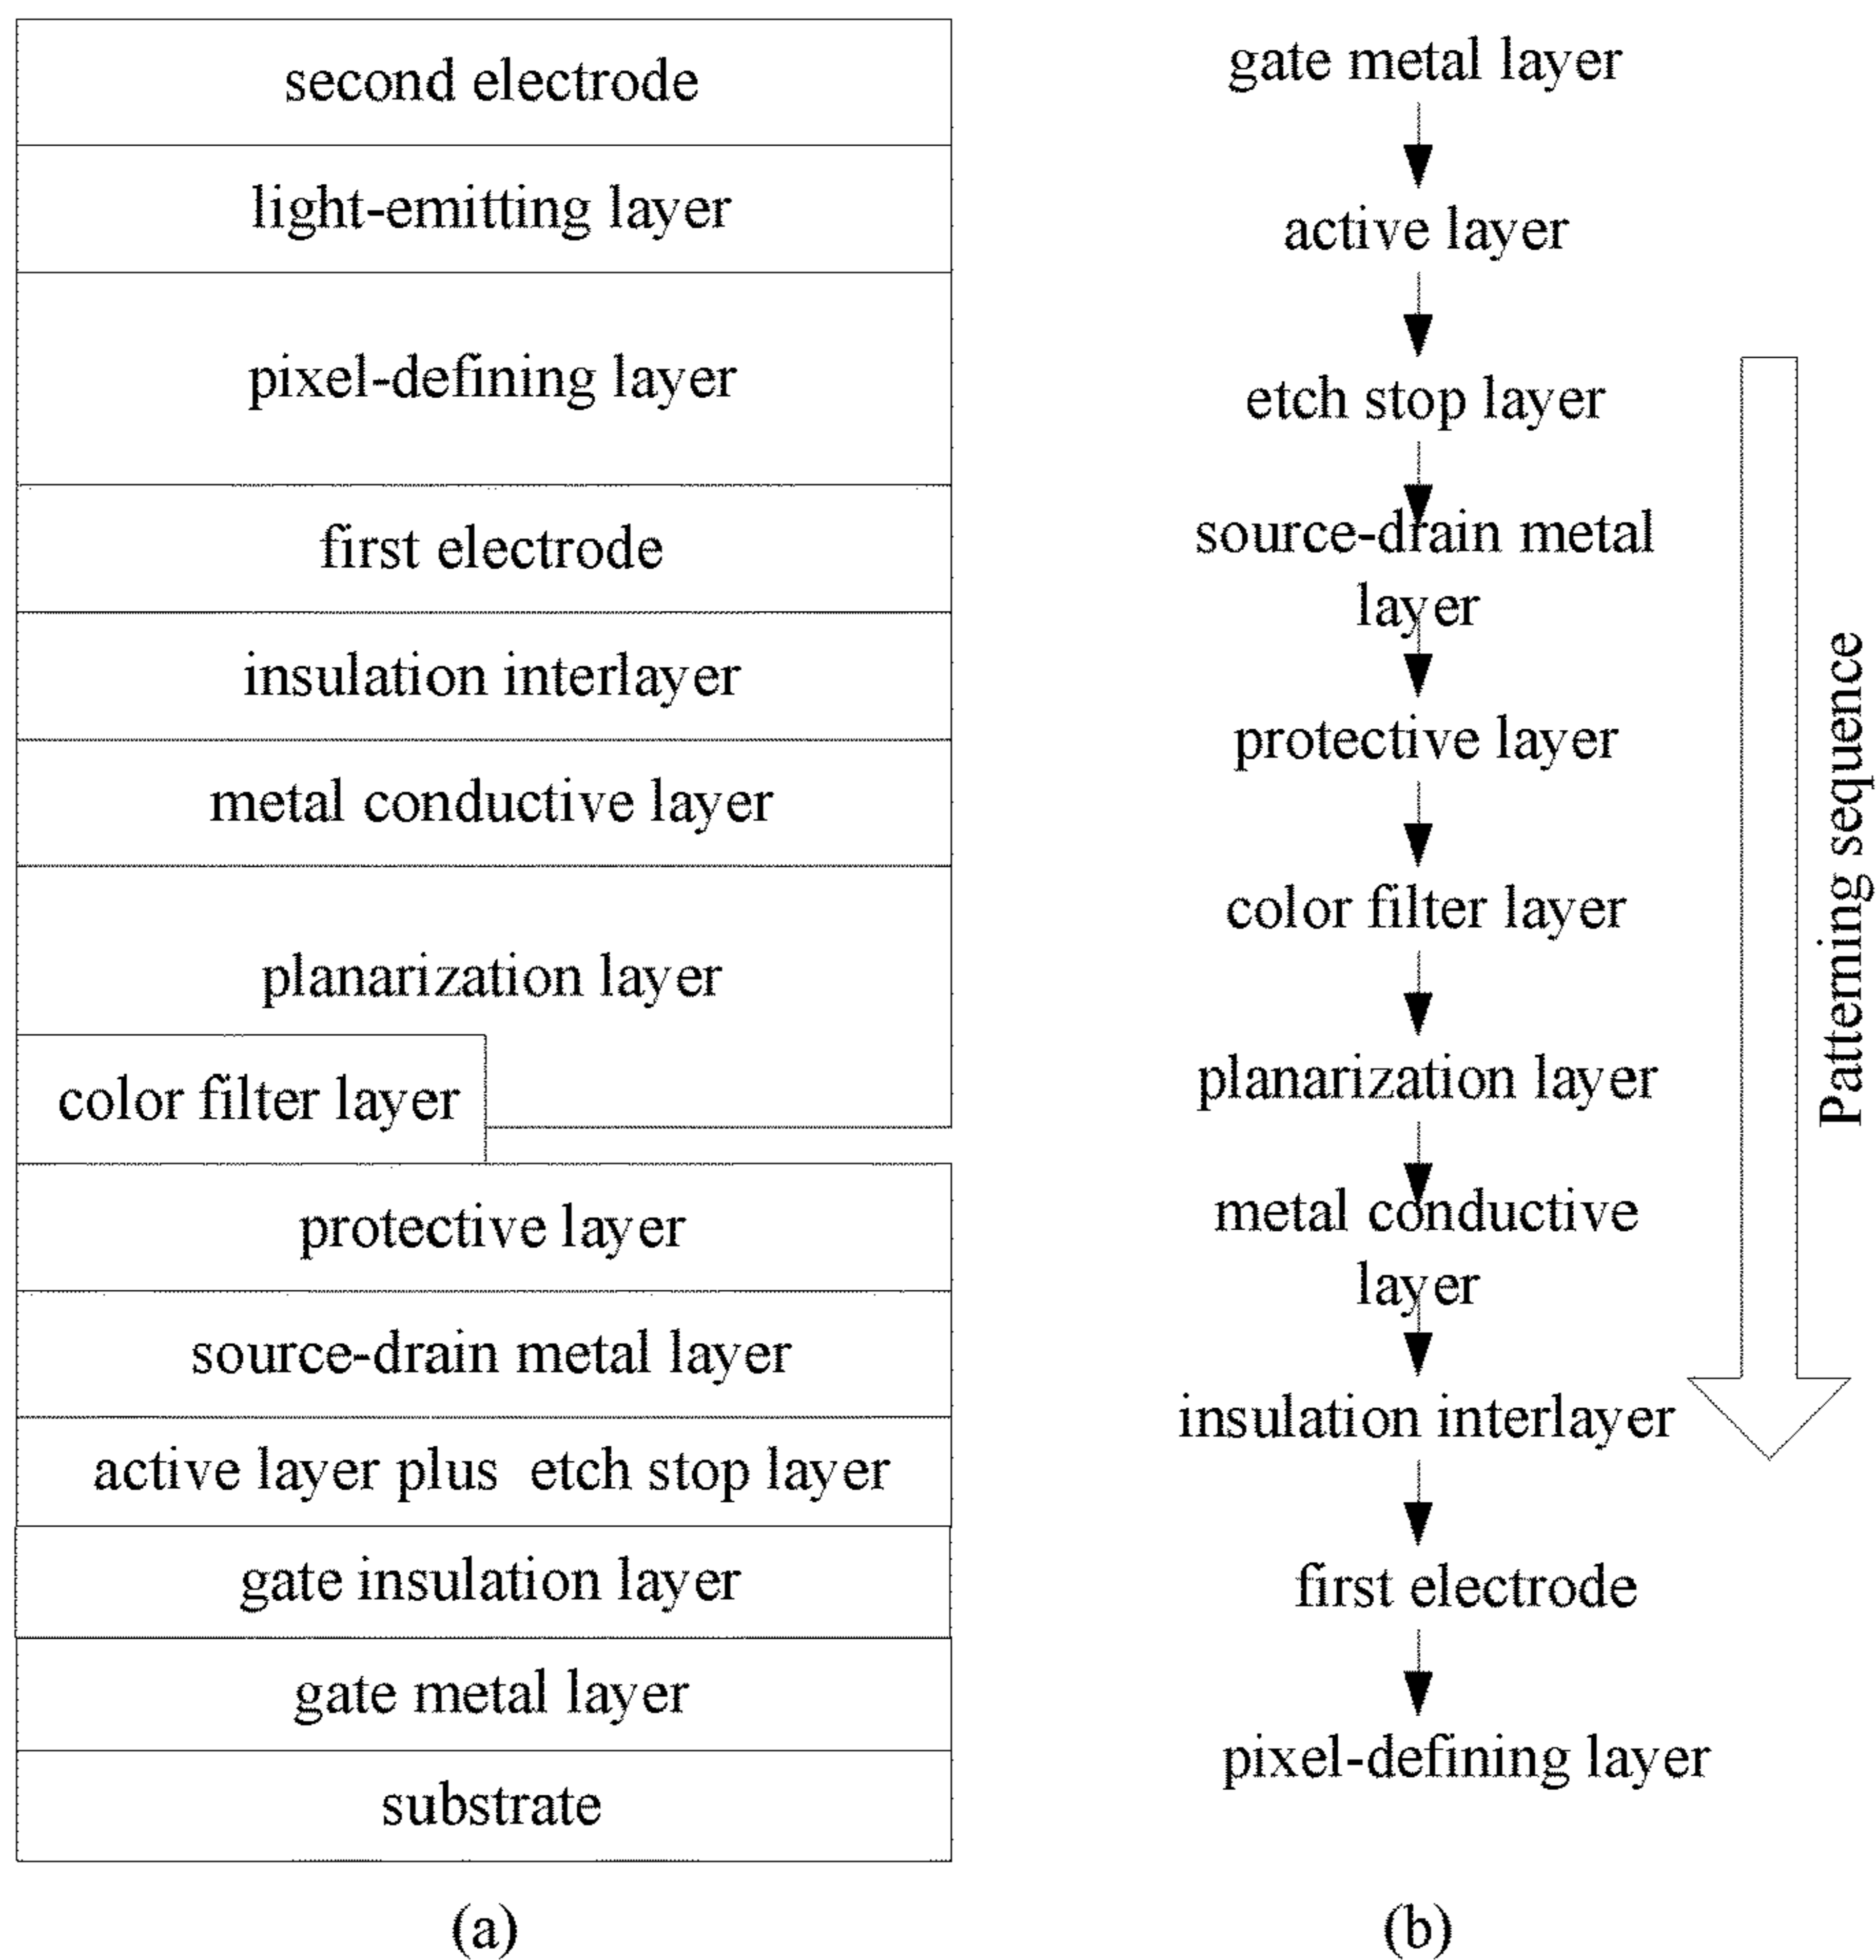 second electrode
light-emitting layer
pixel-defining layer
first electrode
insulation interlayer
metal conductive layer
planarization layer
color filter layer
protective layer
source-drain metal layer
active layer plus etch stop layer
gate insulation layer
gate metal layer
substrate
(a)
gate metal layer
active layer
etch stop layer
source-drain metal
layer
protective layer
color filter layer
planarization layer
metal conductive
layer
insulation interlayer
first electrode
pixel-defining layer
(b)
Patterning sequence